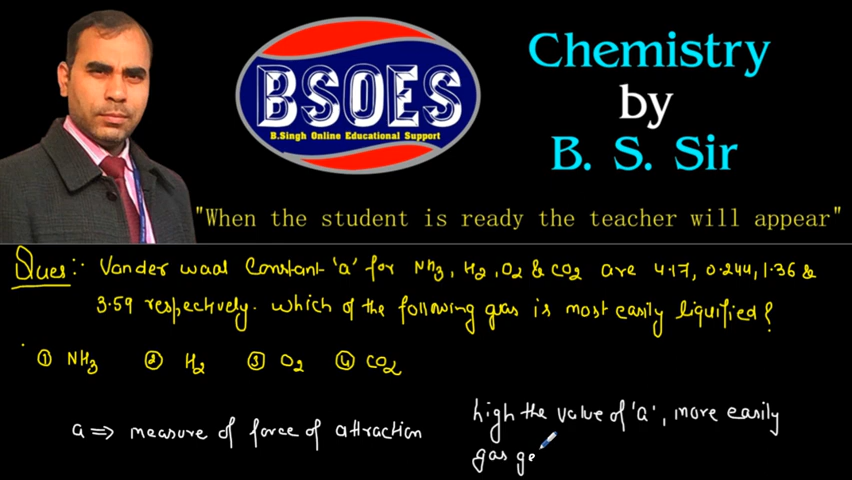 BSOES
B.Singh Online Educational Support
Chemistry
by
B. S. Sir
"When the student is ready the teacher will appear"
Ques:- Vander waal Constant 'a' for NH3, H2, O2 & CO2 are 4.17, 0.244, 1.36 &
3.59 respectively. Which of the following gas is most easily liquified?
① NH3 ② H2 ③ O2 ④ CO2
a ⇒ measure of force of attraction
high the value of 'a', more easily
gas ge